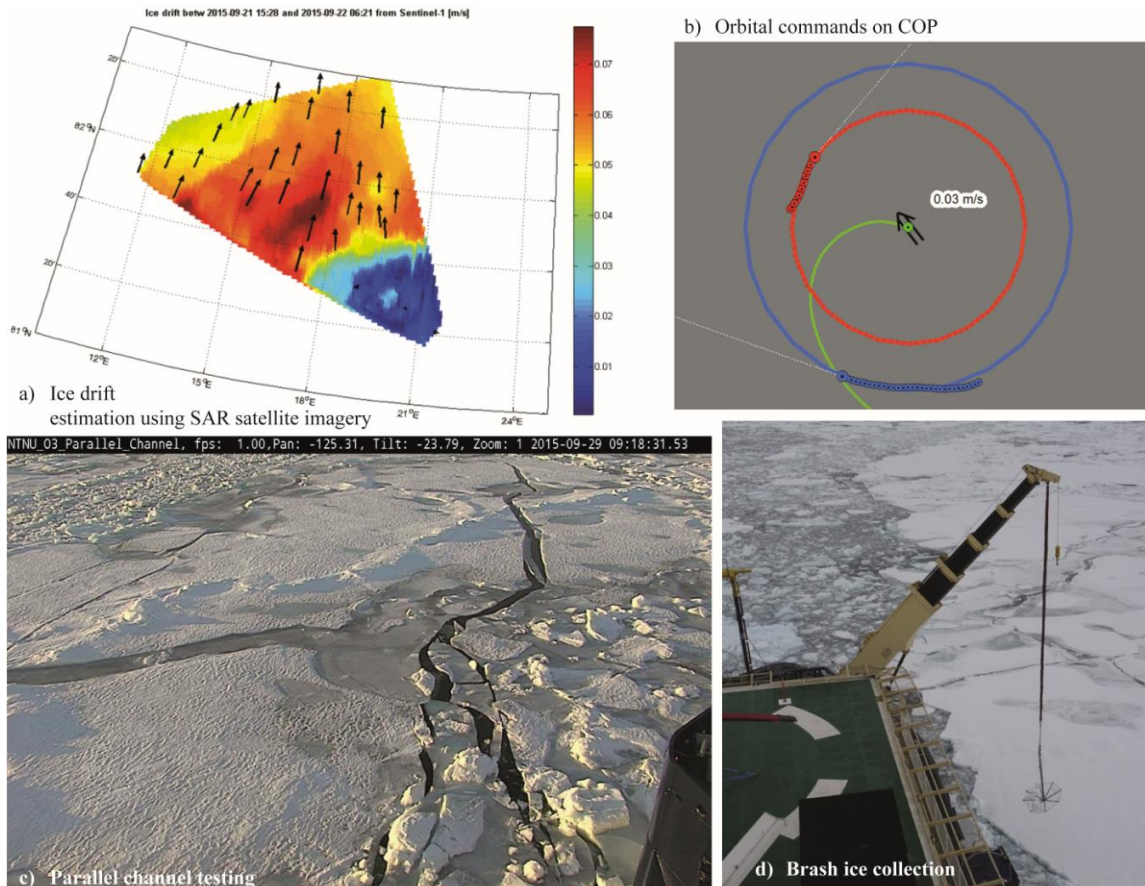 Ice drift betw 2015-09-21 15:28 and 2015-09-22 06:21 from Sentinel-1 [m/s]
20'
82°N
40'
20'
81°N
12°E
15°E
18°E
21°E
24°E
0.07
0.06
0.05
0.04
0.03
0.02
0.01
a) Ice drift
estimation using SAR satellite imagery
b) Orbital commands on COP
0.03 m/s
NTNU_O3_Parallel_Channel, fps: 1.00,Pan: -125.31, Tilt: -23.79, Zoom: 1 2015-09-29 09:18:31.53
c) Parallel channel testing
d) Brash ice collection